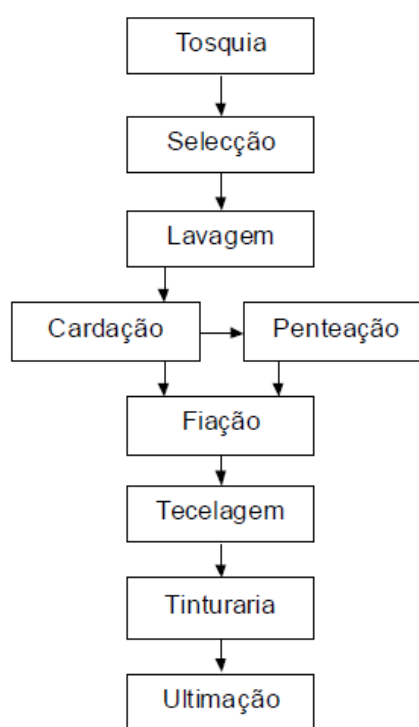 Tosquia
Selecção
Lavagem
Cardação
Penteação
Fiação
Tecelagem
Tinturaria
Ultimação